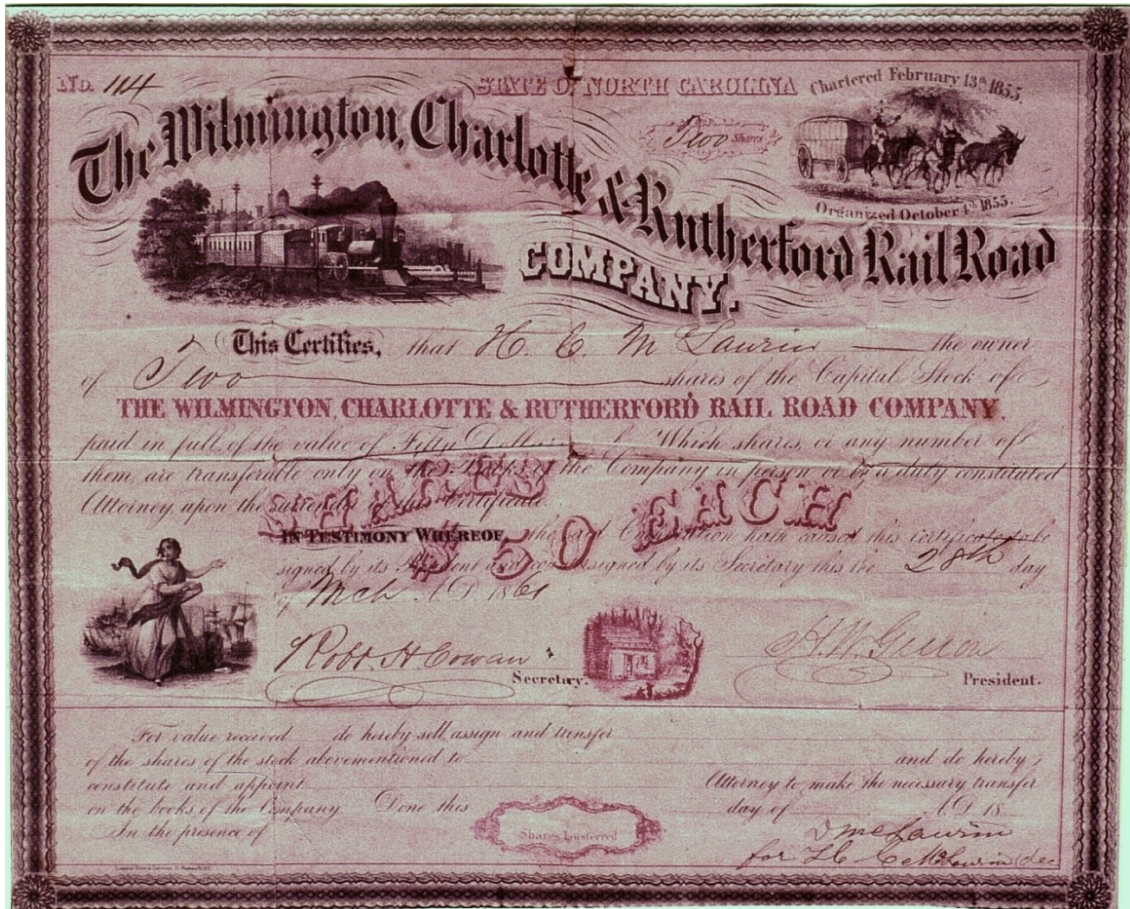 No. 114
STATE OF NORTH CAROLINA
Chartered February 13th 1855.
Two Shares
Organized October 1st 1855.
The Wilmington, Charlotte & Rutherford Rail Road
COMPANY.
This Certifies, that H. C. McLaurin the owner
of Two shares of the Capital Stock of
THE WILMINGTON, CHARLOTTE & RUTHERFORD RAIL ROAD COMPANY.
paid in full, of the value of Fifty Dollars Which shares, or any number of
them, are transferable only on the Books of the Company in person or by a duly constituted
Attorney, upon the surrender of this Certificate.
SHARES $50 EACH
IN TESTIMONY WHEREOF, the said Corporation hath caused this certificate to be
signed by its President and countersigned by its Secretary this the 28th day
of Mch A.D. 1861
Robt. H Cowan
Secretary.
President.
For value received do hereby sell, assign and transfer
of the shares of the stock abovementioned to and do hereby
constitute and appoint Attorney to make the necessary transfer
on the books of the Company. Done this day of A.D. 18
In the presence of
Shares
D McLaurin
for H C McLaurin